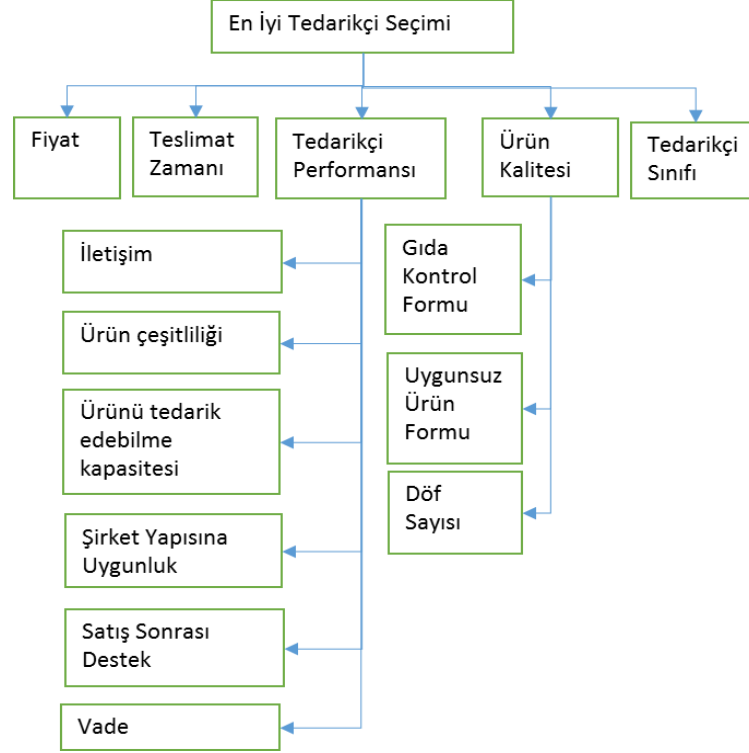 En İyi Tedarikçi Seçimi
Fiyat
Teslimat
Zamanı
Tedarikçi
Performansı
Ürün
Kalitesi
Tedarikçi
Sınıfı
İletişim
Ürün çeşitliliği
Ürünü tedarik
edebilme
kapasitesi
Şirket Yapısına
Uygunluk
Satış Sonrası
Destek
Vade
Gıda
Kontrol
Formu
Uygunsuz
Ürün
Formu
Döf
Sayısı